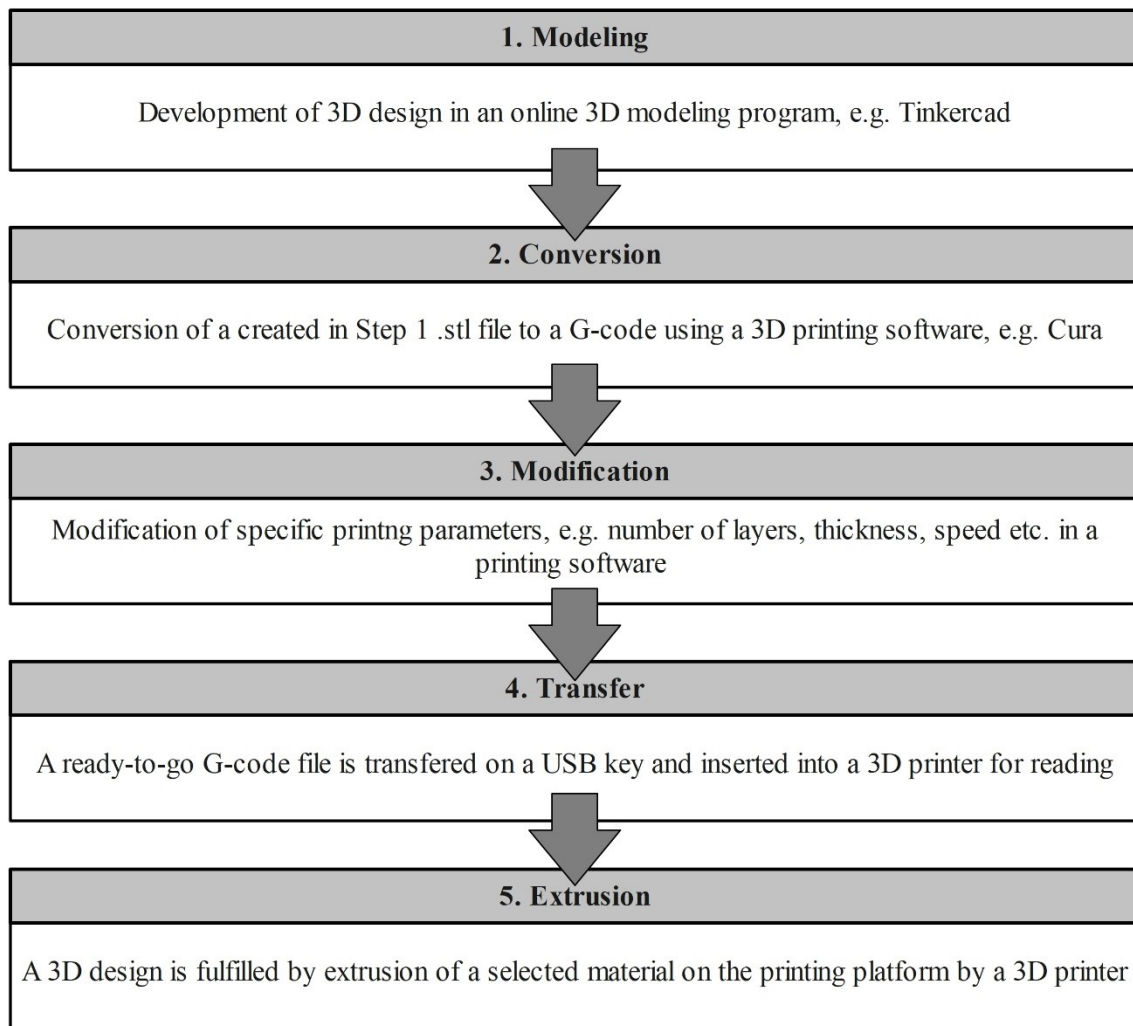 1. Modeling
Development of 3D design in an online 3D modeling program, e.g. Tinkercad
2. Conversion
Conversion of a created in Step 1 .stl file to a G-code using a 3D printing software, e.g. Cura
3. Modification
Modification of specific printng parameters, e.g. number of layers, thickness, speed etc. in a
printing software
4. Transfer
A ready-to-go G-code file is transfered on a USB key and inserted into a 3D printer for reading
5. Extrusion
A 3D design is fulfilled by extrusion of a selected material on the printing platform by a 3D printer